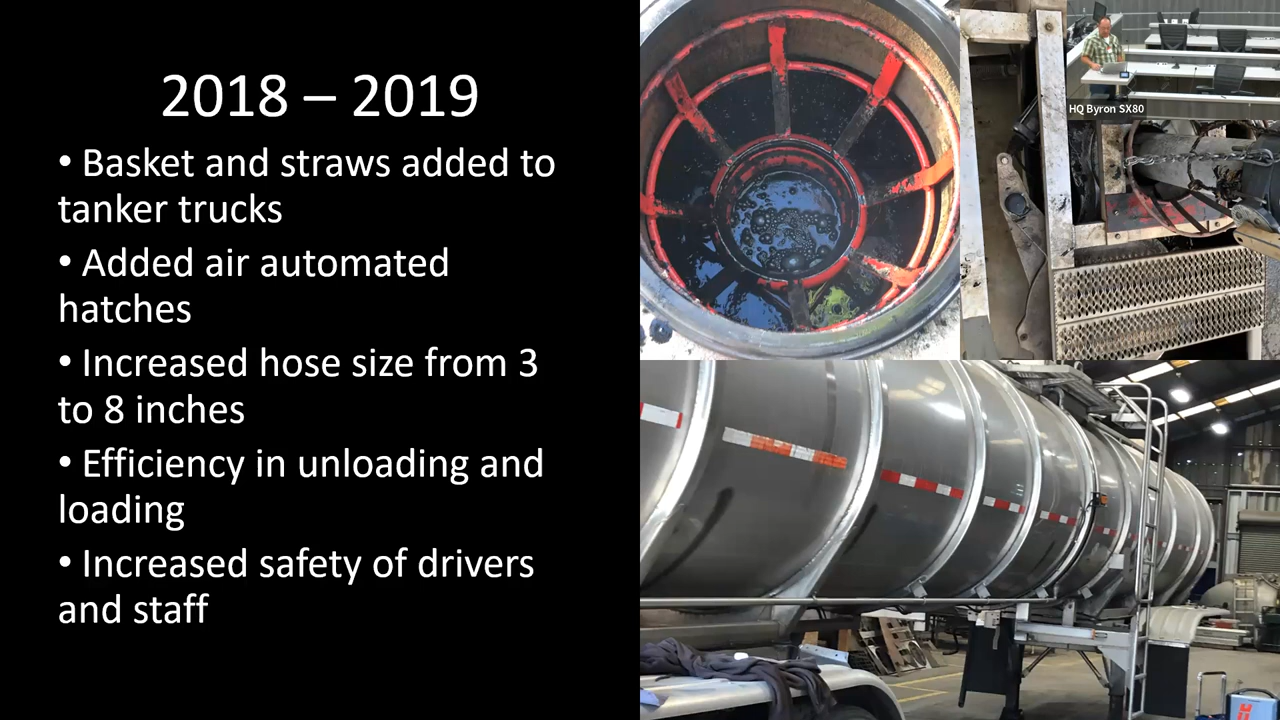 2018 – 2019
• Basket and straws added to
tanker trucks
• Added air automated
hatches
• Increased hose size from 3
to 8 inches
• Efficiency in unloading and
loading
• Increased safety of drivers
and staff
HQ Byron SX80